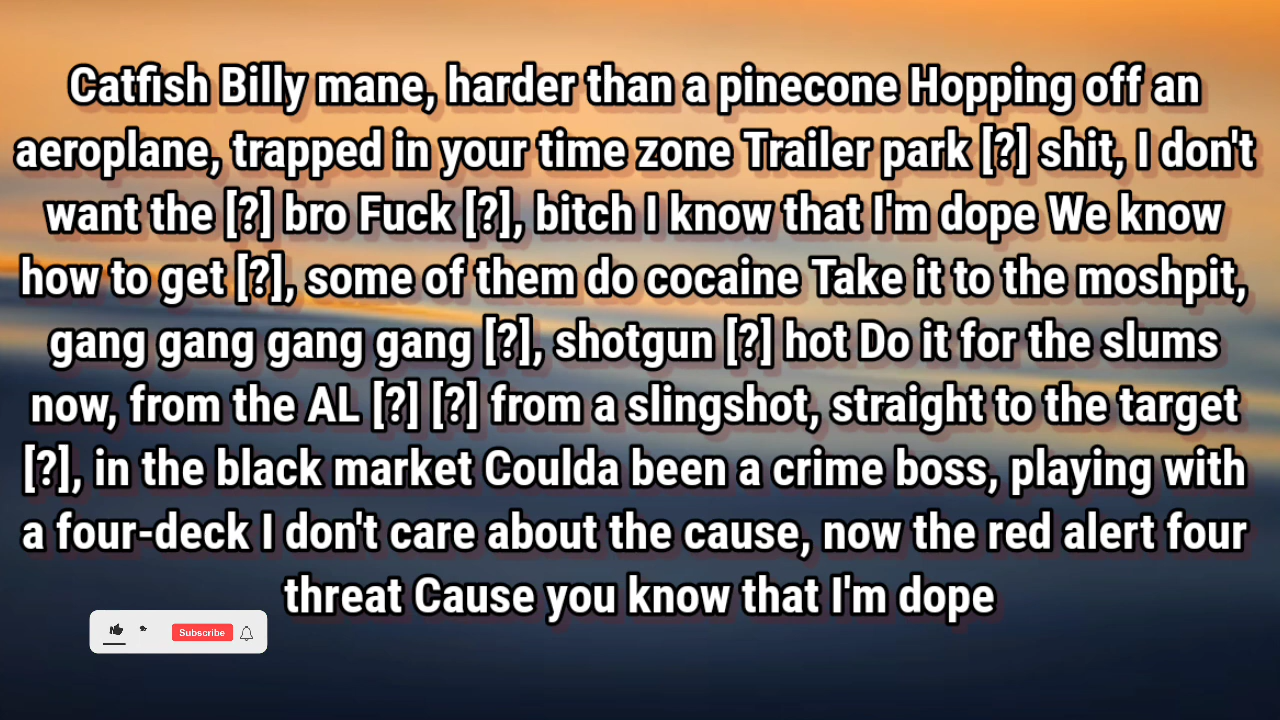 Catfish Billy mane, harder than a pinecone Hopping off an
aeroplane, trapped in your time zone Trailer park [?] shit, I don't
want the [?] bro Fuck [?], bitch I know that I'm dope We know
how to get [?], some of them do cocaine Take it to the moshpit,
gang gang gang gang [?], shotgun [?] hot Do it for the slums
now, from the AL [?] [?] from a slingshot, straight to the target
[?], in the black market Coulda been a crime boss, playing with
a four-deck I don't care about the cause, now the red alert four
threat Cause you know that I'm dope
Subscribe